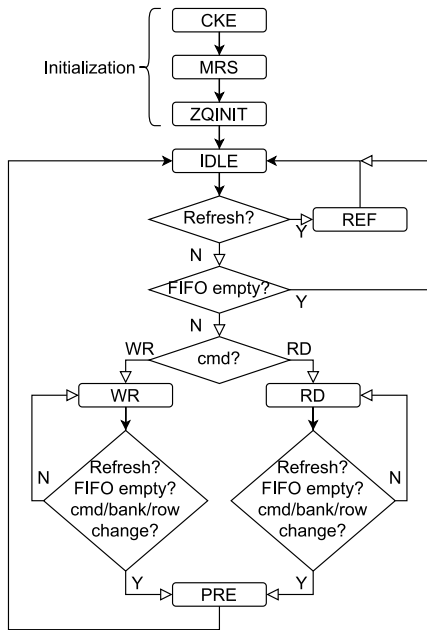 CKE
Initialization
MRS
ZQINIT
IDLE
Refresh?
Y
REF
N
FIFO empty?
Y
N
WR
cmd?
RD
WR
RD
N
Refresh?
FIFO empty?
cmd/bank/row
change?
Refresh?
FIFO empty?
cmd/bank/row
change?
N
Y
PRE
Y